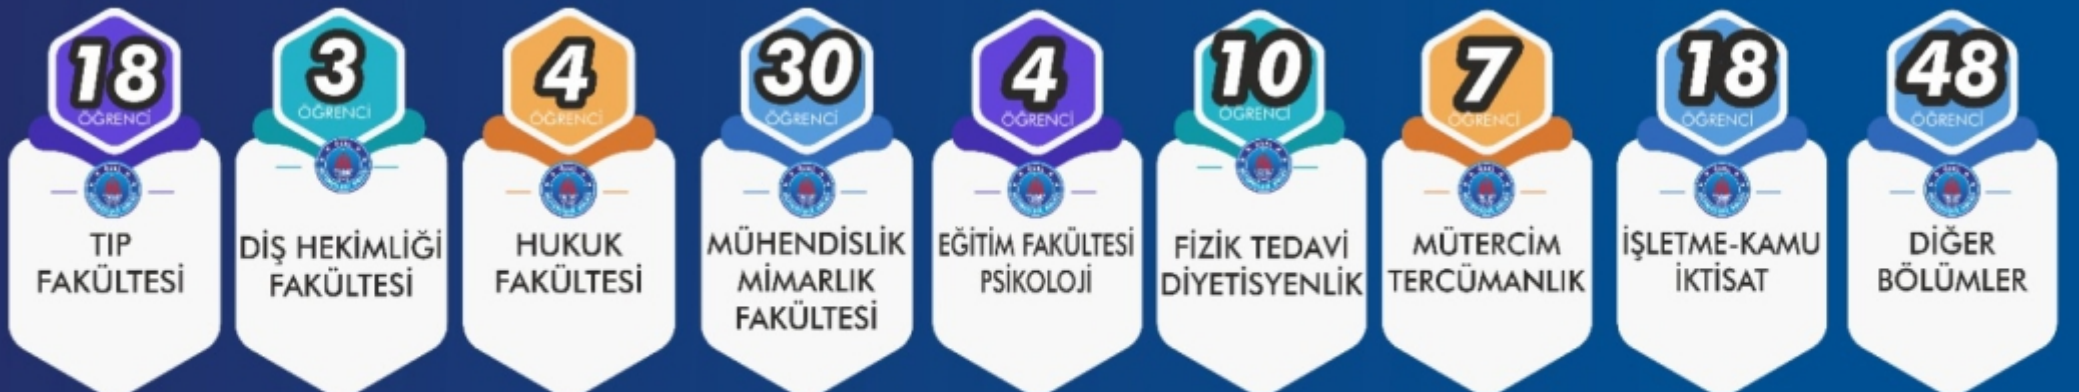 18
ÖĞRENCİ
TIP
FAKÜLTESİ
3
ÖĞRENCİ
DİŞ HEKİMLİĞİ
FAKÜLTESİ
4
ÖĞRENCİ
HUKUK
FAKÜLTESİ
30
ÖĞRENCİ
MÜHENDİSLİK
MİMARLIK
FAKÜLTESİ
4
ÖĞRENCİ
EĞİTİM FAKÜLTESİ
PSİKOLOJİ
10
ÖĞRENCİ
FİZİK TEDAVİ
DİYETİSYENLİK
7
ÖĞRENCİ
MÜTERCİM
TERCÜMANLIK
18
ÖĞRENCİ
İŞLETME-KAMU
İKTİSAT
48
ÖĞRENCİ
DİĞER
BÖLÜMLER